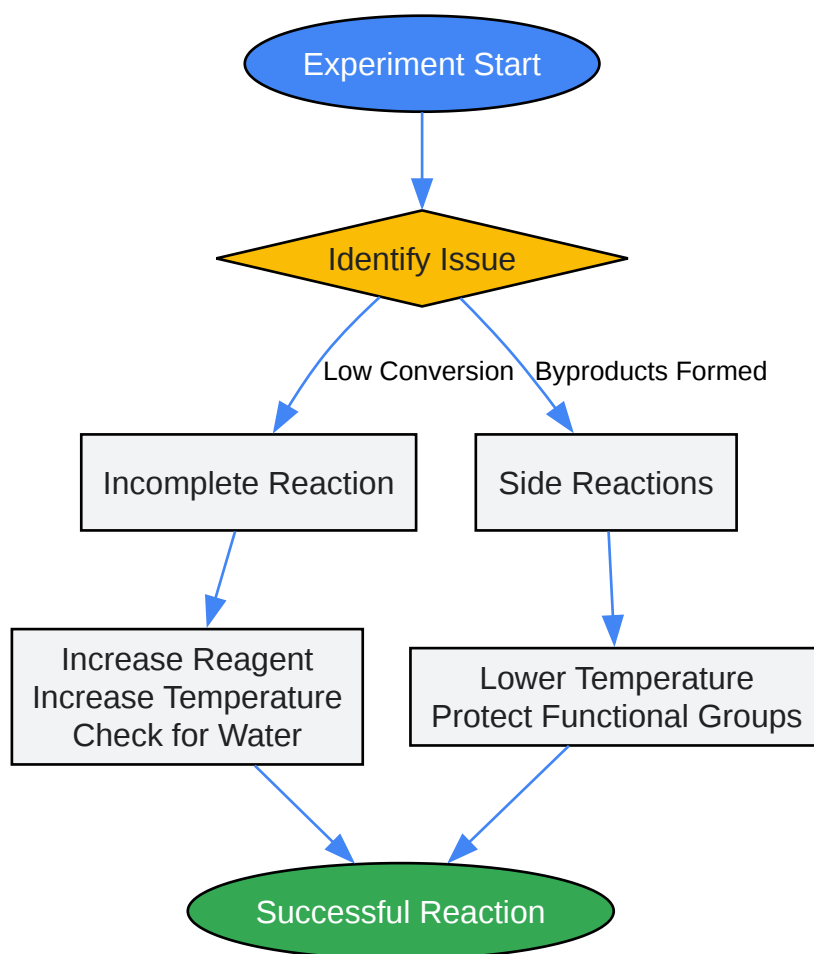 Experiment Start
Identify Issue
Low Conversion
Byproducts Formed
Incomplete Reaction
Side Reactions
Increase Reagent
Increase Temperature
Check for Water
Lower Temperature
Protect Functional Groups
Successful Reaction